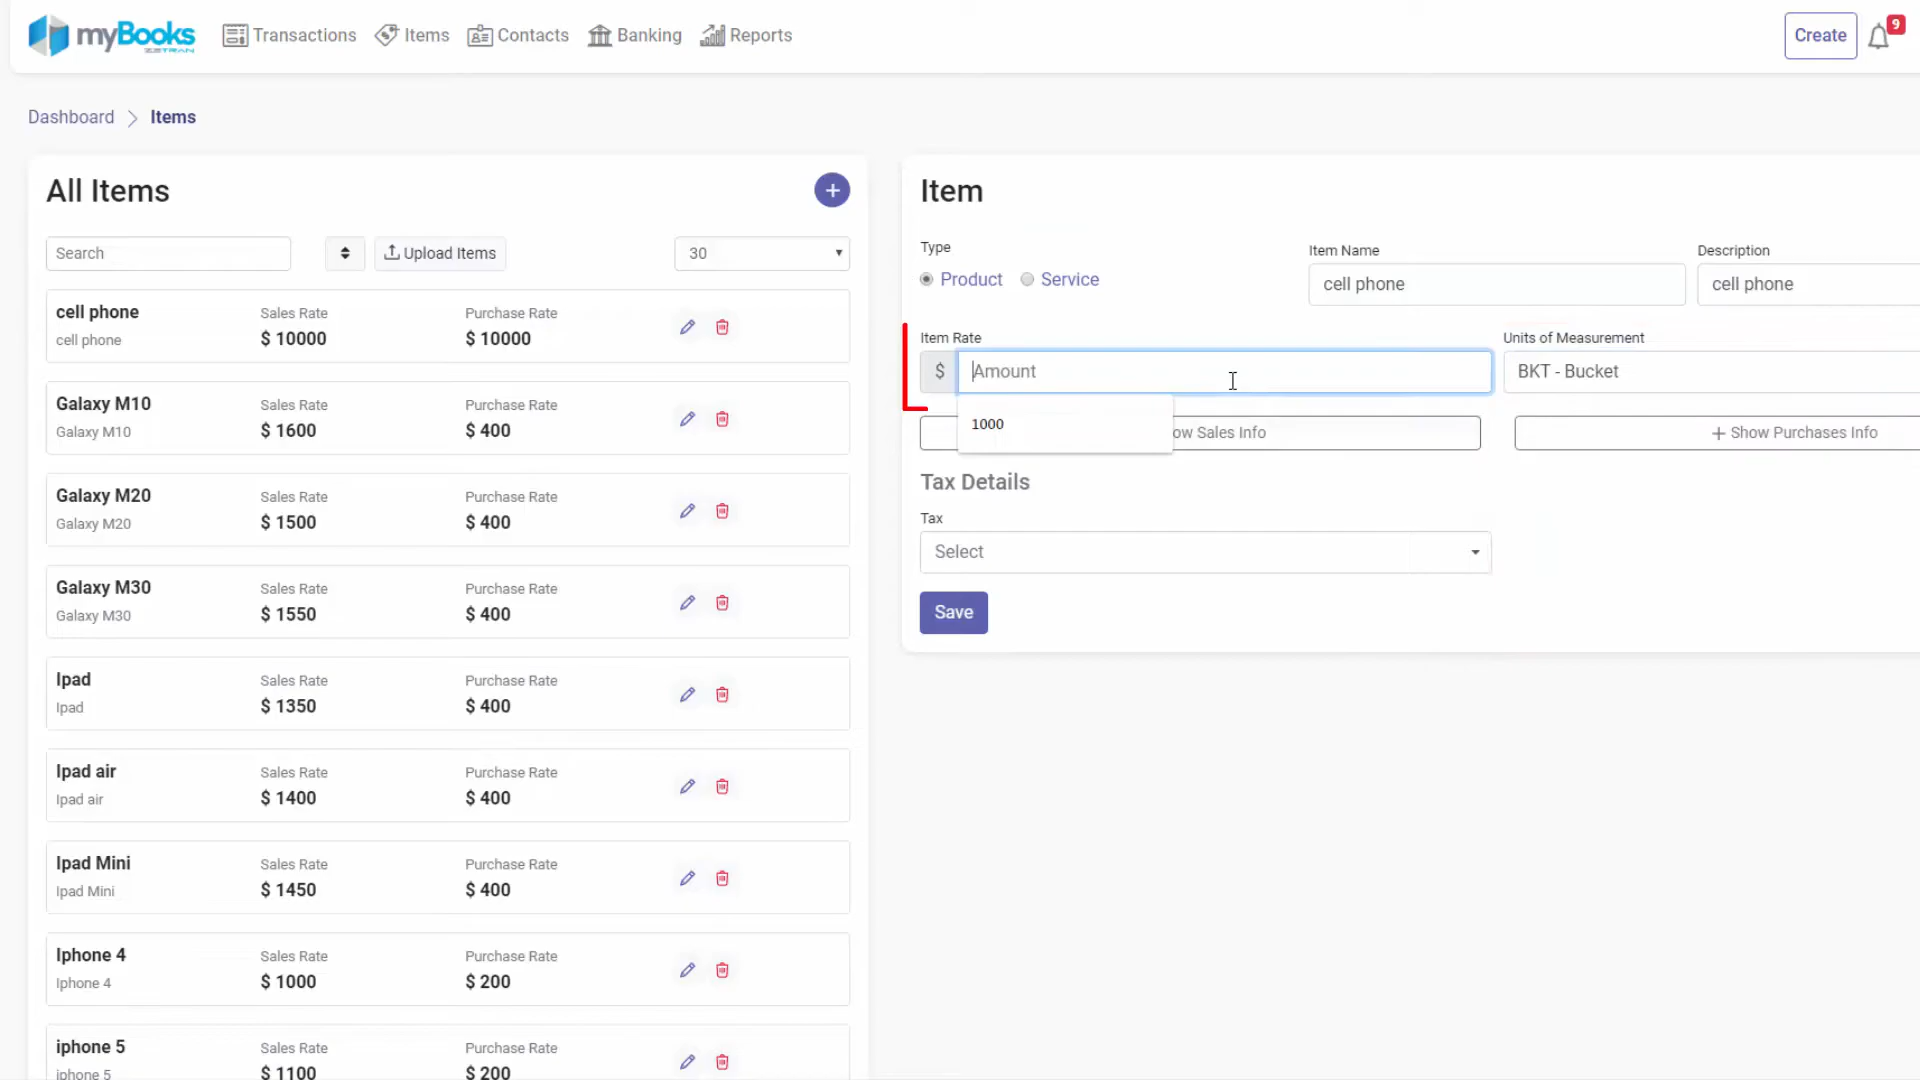 myBooks
ZETRAN
Transactions
Items
Contacts
Banking
Reports
Create
9
Dashboard
Items
All Items
Search
Upload Items
30
cell phone
cell phone
Sales Rate
$ 10000
Purchase Rate
$ 10000
Galaxy M10
Galaxy M10
Sales Rate
$ 1600
Purchase Rate
$ 400
Galaxy M20
Galaxy M20
Sales Rate
$ 1500
Purchase Rate
$ 400
Galaxy M30
Galaxy M30
Sales Rate
$ 1550
Purchase Rate
$ 400
Ipad
Ipad
Sales Rate
$ 1350
Purchase Rate
$ 400
Ipad air
Ipad air
Sales Rate
$ 1400
Purchase Rate
$ 400
Ipad Mini
Ipad Mini
Sales Rate
$ 1450
Purchase Rate
$ 400
Iphone 4
Iphone 4
Sales Rate
$ 1000
Purchase Rate
$ 200
iphone 5
iphone 5
Sales Rate
$ 1100
Purchase Rate
$ 200
Item
Type
Product
Service
Item Name
cell phone
Description
cell phone
Item Rate
$
Amount
1000
Units of Measurement
BKT - Bucket
ow Sales Info
+ Show Purchases Info
Tax Details
Tax
Select
Save